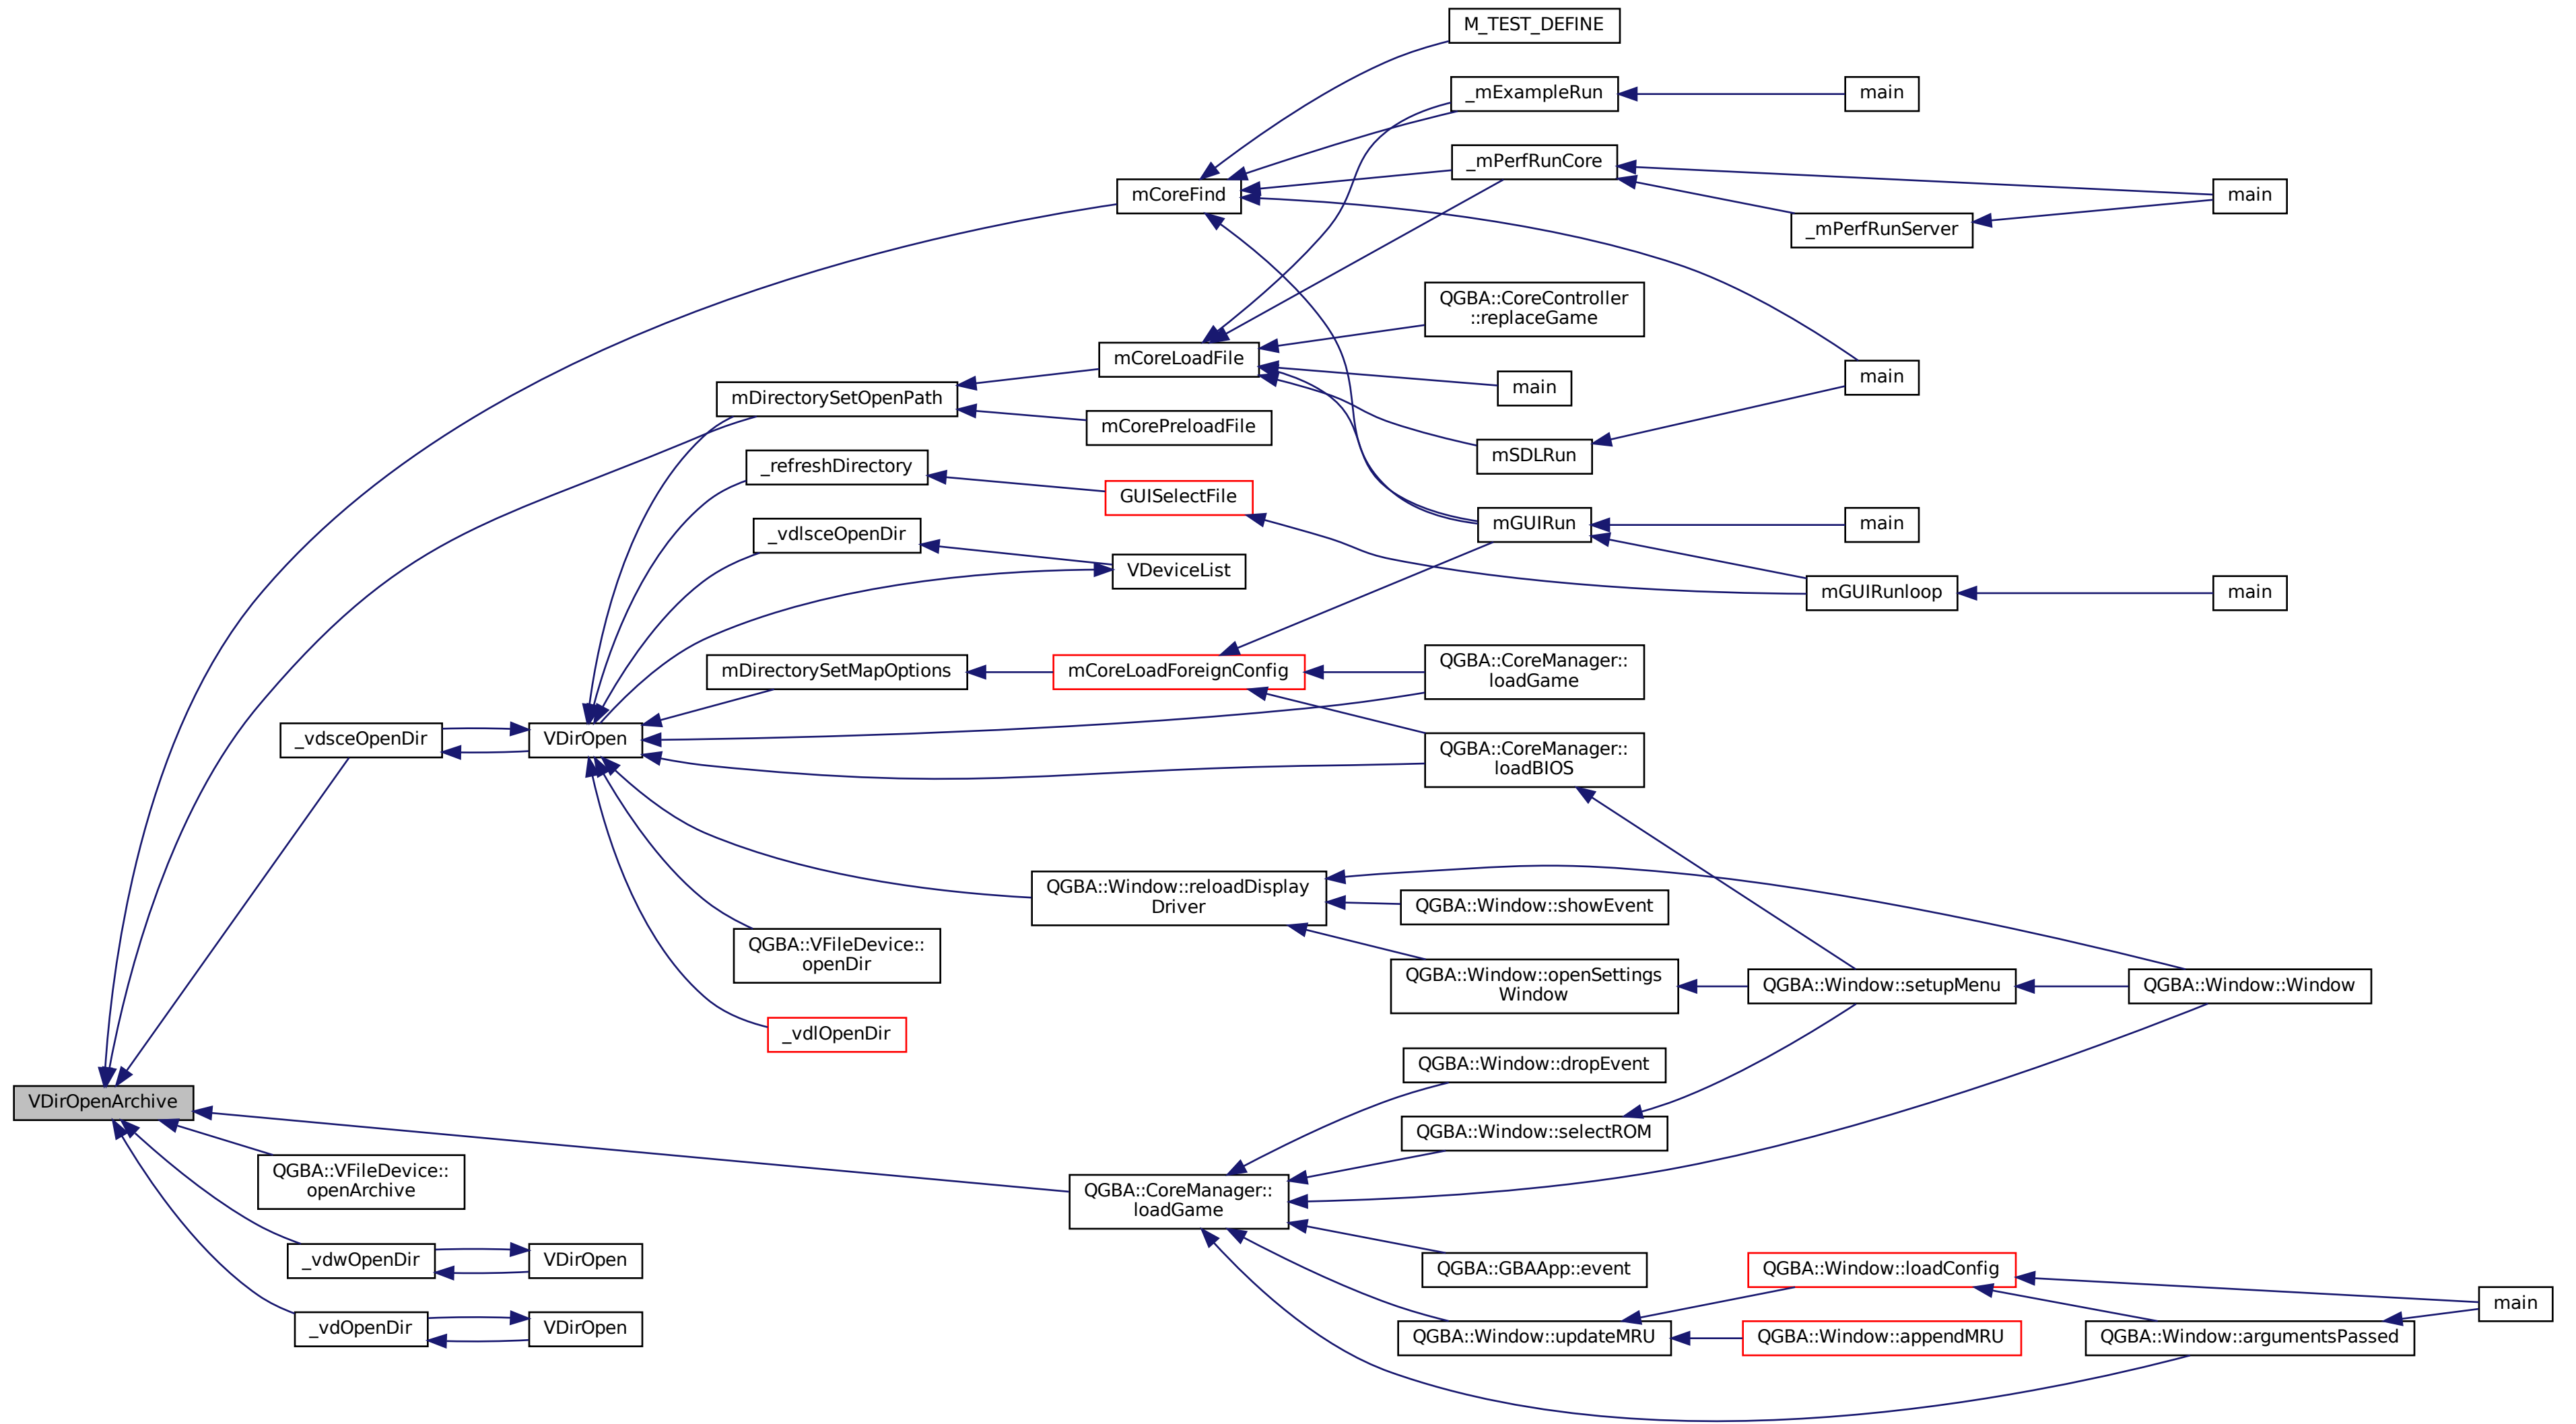 M_TEST_DEFINE
_mExampleRun
main
_mPerfRunCore
mCoreFind
main
_mPerfRunServer
QGBA::CoreController
::replaceGame
mCoreLoadFile
main
main
mDirectorySetOpenPath
mCorePreloadFile
mSDLRun
_refreshDirectory
GUISelectFile
mGUIRun
main
_vdlsceOpenDir
VDeviceList
mGUIRunloop
main
mDirectorySetMapOptions
mCoreLoadForeignConfig
QGBA::CoreManager::
loadGame
_vdsceOpenDir
VDirOpen
QGBA::CoreManager::
loadBIOS
QGBA::Window::reloadDisplay
Driver
QGBA::Window::showEvent
QGBA::VFileDevice::
openDir
QGBA::Window::openSettings
Window
QGBA::Window::setupMenu
QGBA::Window::Window
_vdlOpenDir
QGBA::Window::dropEvent
VDirOpenArchive
QGBA::Window::selectROM
QGBA::VFileDevice::
openArchive
QGBA::CoreManager::
loadGame
_vdwOpenDir
VDirOpen
QGBA::GBAApp::event
QGBA::Window::loadConfig
main
_vdOpenDir
VDirOpen
QGBA::Window::updateMRU
QGBA::Window::appendMRU
QGBA::Window::argumentsPassed